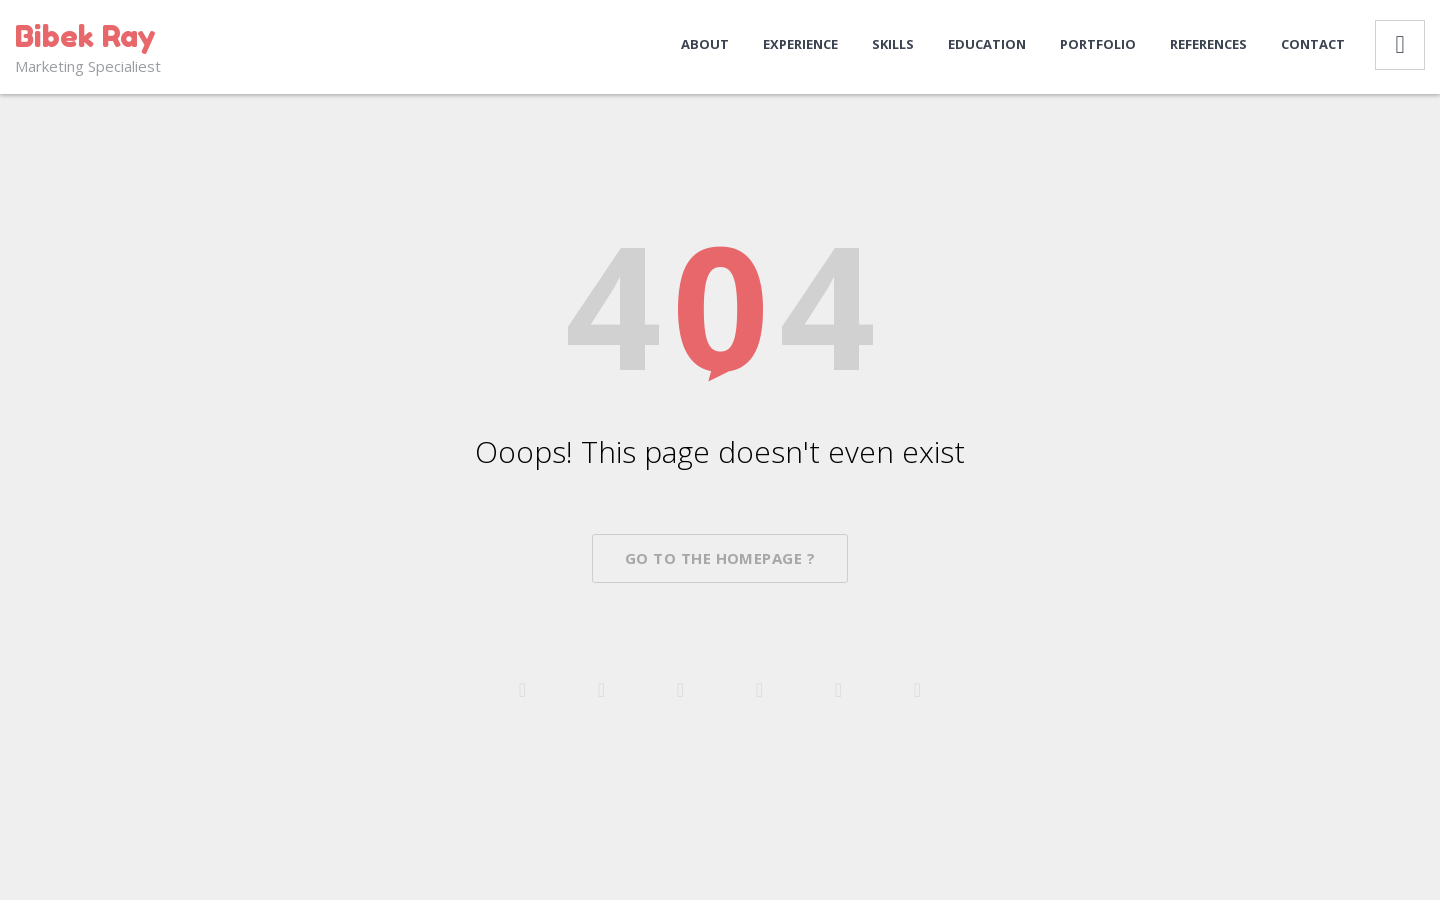 Bibek Ray
Marketing Specialiest
ABOUT EXPERIENCE SKILLS EDUCATION PORTFOLIO REFERENCES CONTACT
404
Ooops! This page doesn't even exist
GO TO THE HOMEPAGE ?